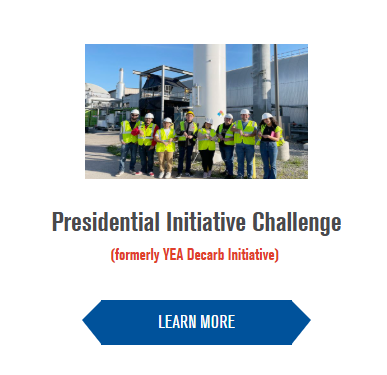 Presidential Initiative Challenge
(formerly YEA Decarb Initiative)
LEARN MORE